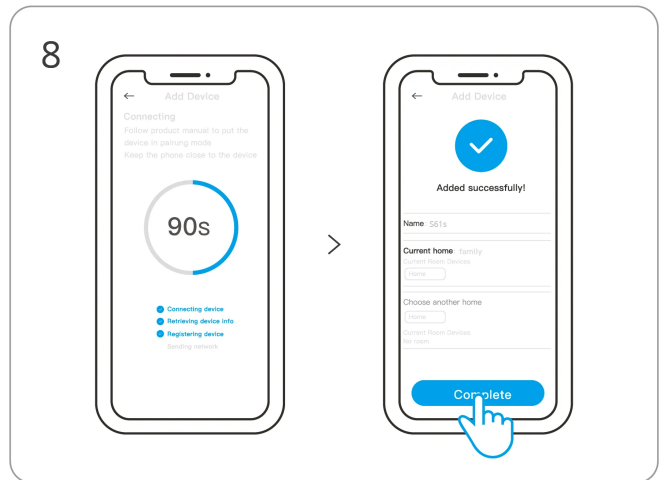 8
Add Device
Connecting
Follow product manual to put the
device in pairung mode
Keep the phone close to the device
90s
Connecting device
Retrieving device info
Registering device
Sending network
Add Device
Added successfully!
Name: S61s
Current home: family
Current Room Devices
Home
Choose another home
Home
Current Room Devices
No room
Complete